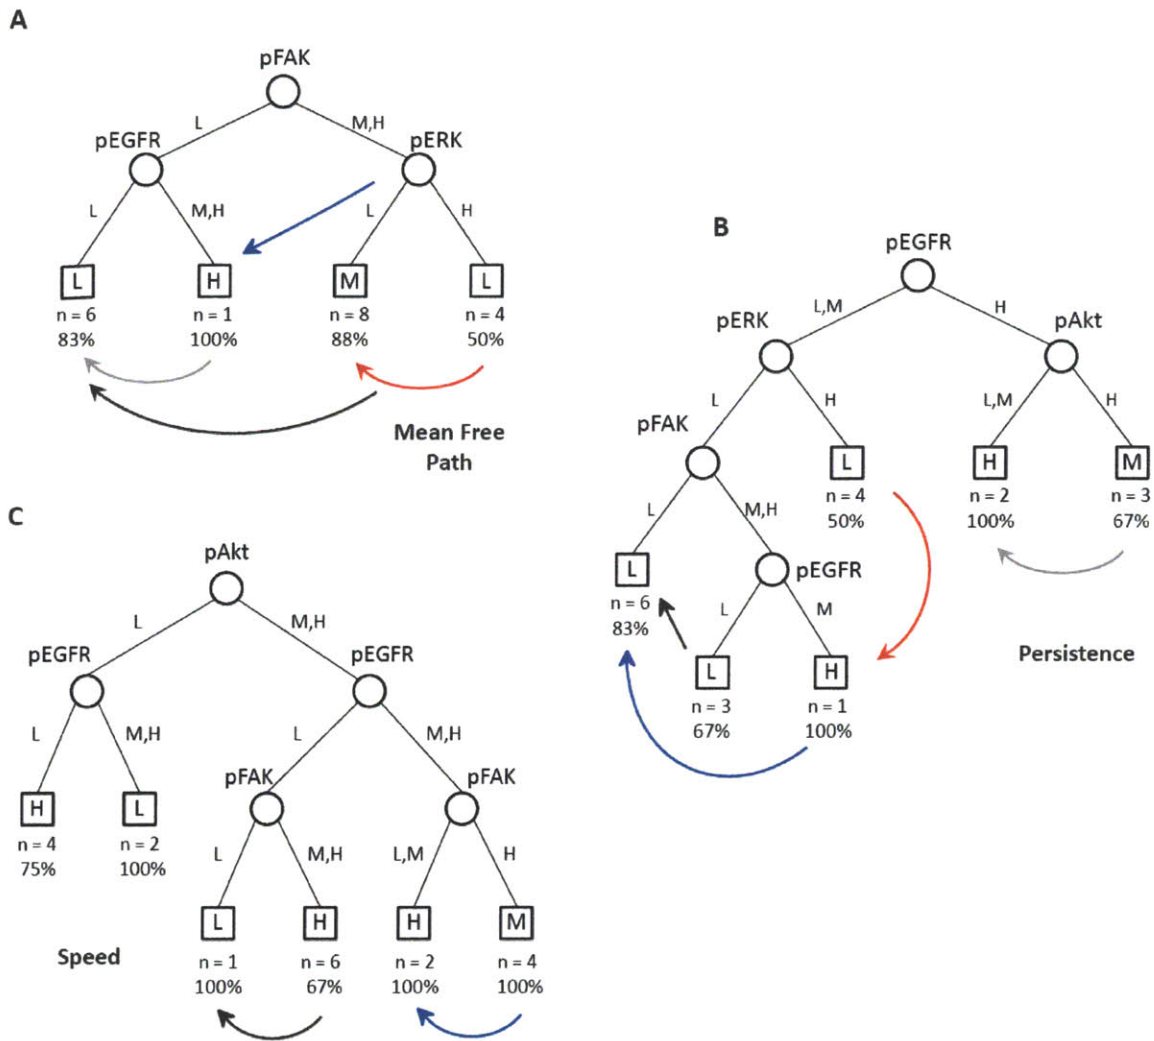 A
pFAK
L M,H
pEGFR pERK
L M,H L H
L H M L
n = 6 n = 1 n = 8 n = 4
83% 100% 88% 50%
Mean Free
Path
B
pEGFR
L,M H
pERK pAkt
L H L,M H
pFAK
L H M
n = 4 n = 2 n = 3
50% 100% 67%
L M,H
L pEGFR
n = 6
83%
L M
L H
n = 3 n = 1
67% 100%
Persistence
C
pAkt
L M,H
pEGFR pEGFR
L M,H L M,H
pFAK pFAK
H L
n = 4 n = 2
75% 100%
L M,H L,M H
L H H M
n = 1 n = 6 n = 2 n = 4
100% 67% 100% 100%
Speed